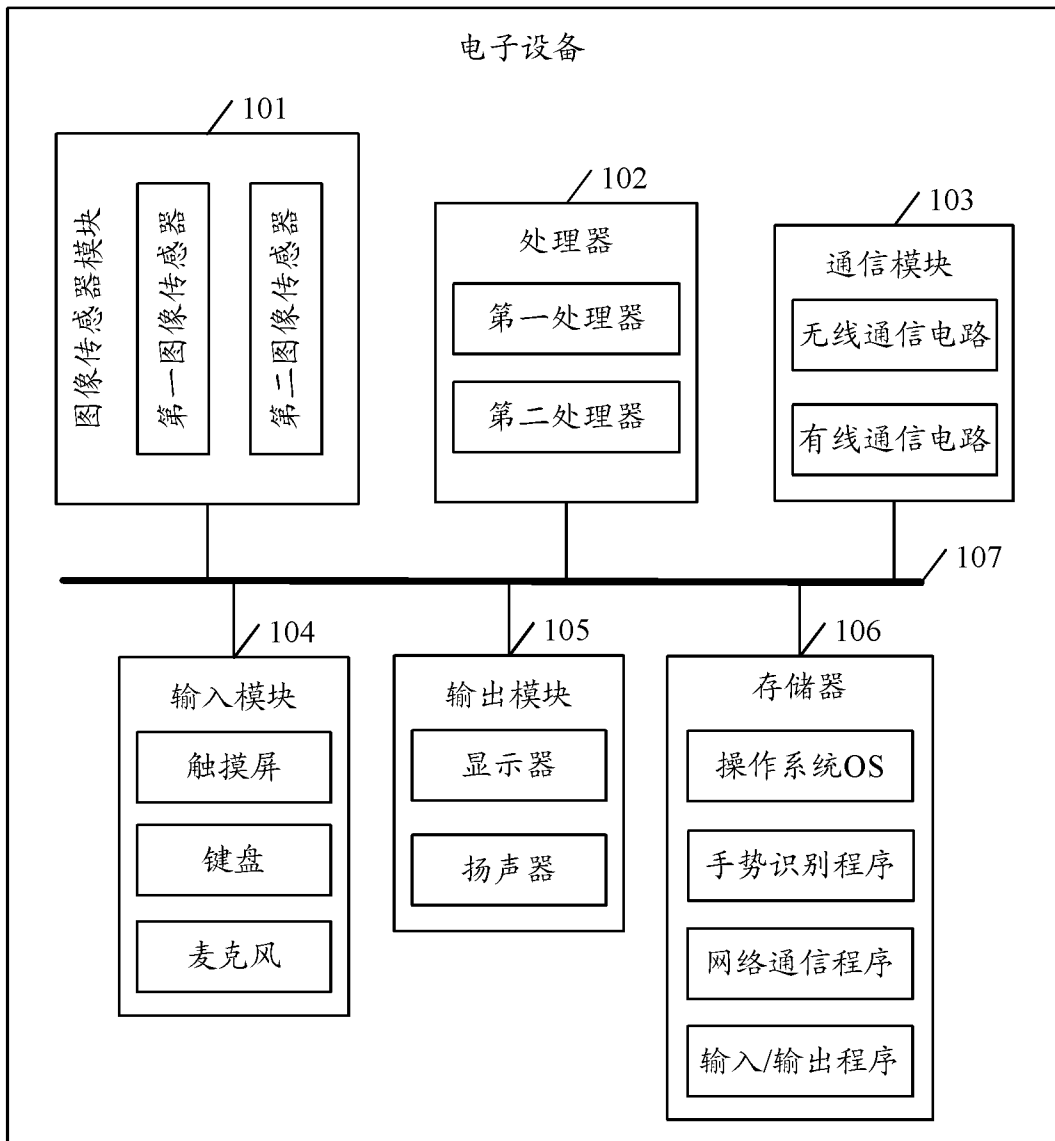 电子设备
101
图像传感器模块
第一图像传感器
第二图像传感器
102
处理器
第一处理器
第二处理器
103
通信模块
无线通信电路
有线通信电路
107
104
输入模块
触摸屏
键盘
麦克风
105
输出模块
显示器
扬声器
106
存储器
操作系统OS
手势识别程序
网络通信程序
输入/输出程序